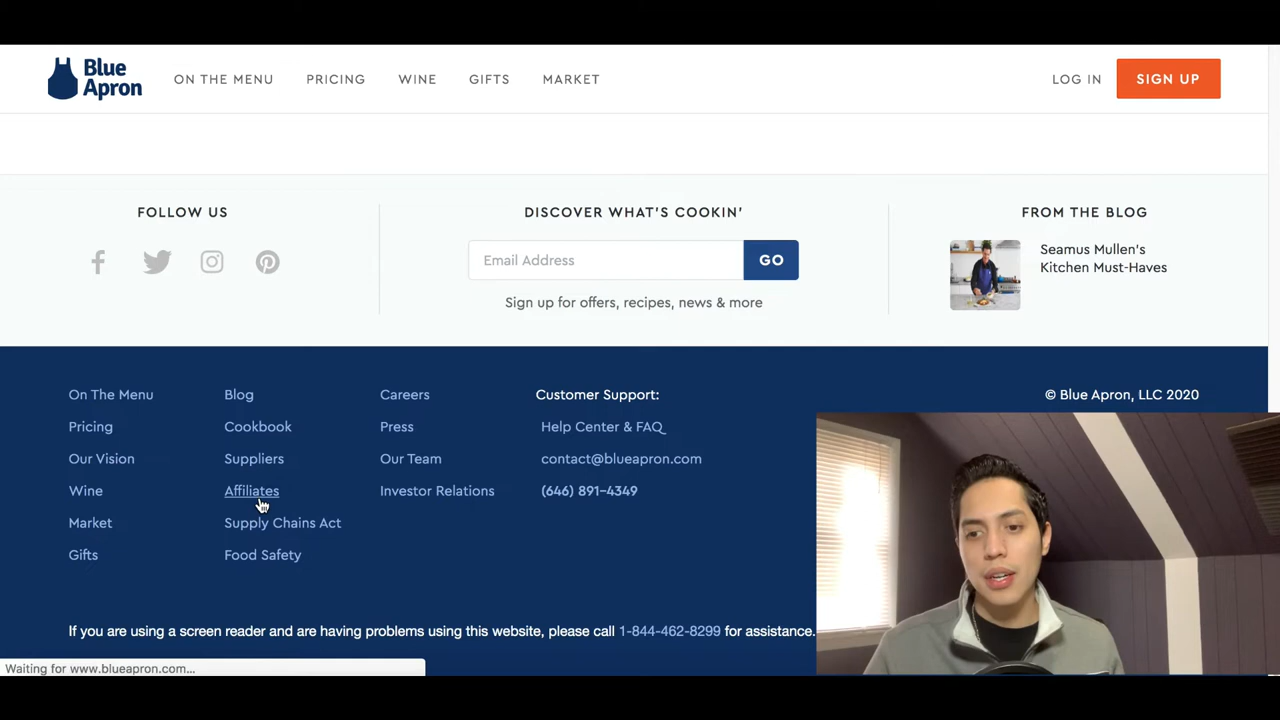 Blue
Apron
ON THE MENU
PRICING
WINE
GIFTS
MARKET
LOG IN
SIGN UP
FOLLOW US
DISCOVER WHAT'S COOKIN'
Email Address
GO
Sign up for offers, recipes, news & more
FROM THE BLOG
Seamus Mullen's
Kitchen Must-Haves
On The Menu
Pricing
Our Vision
Wine
Market
Gifts
Blog
Cookbook
Suppliers
Affiliates
Supply Chains Act
Food Safety
Careers
Press
Our Team
Investor Relations
Customer Support:
Help Center & FAQ
contact@blueapron.com
(646) 891-4349
© Blue Apron, LLC 2020
If you are using a screen reader and are having problems using this website, please call 1-844-462-8299 for assistance.
Waiting for www.blueapron.com...